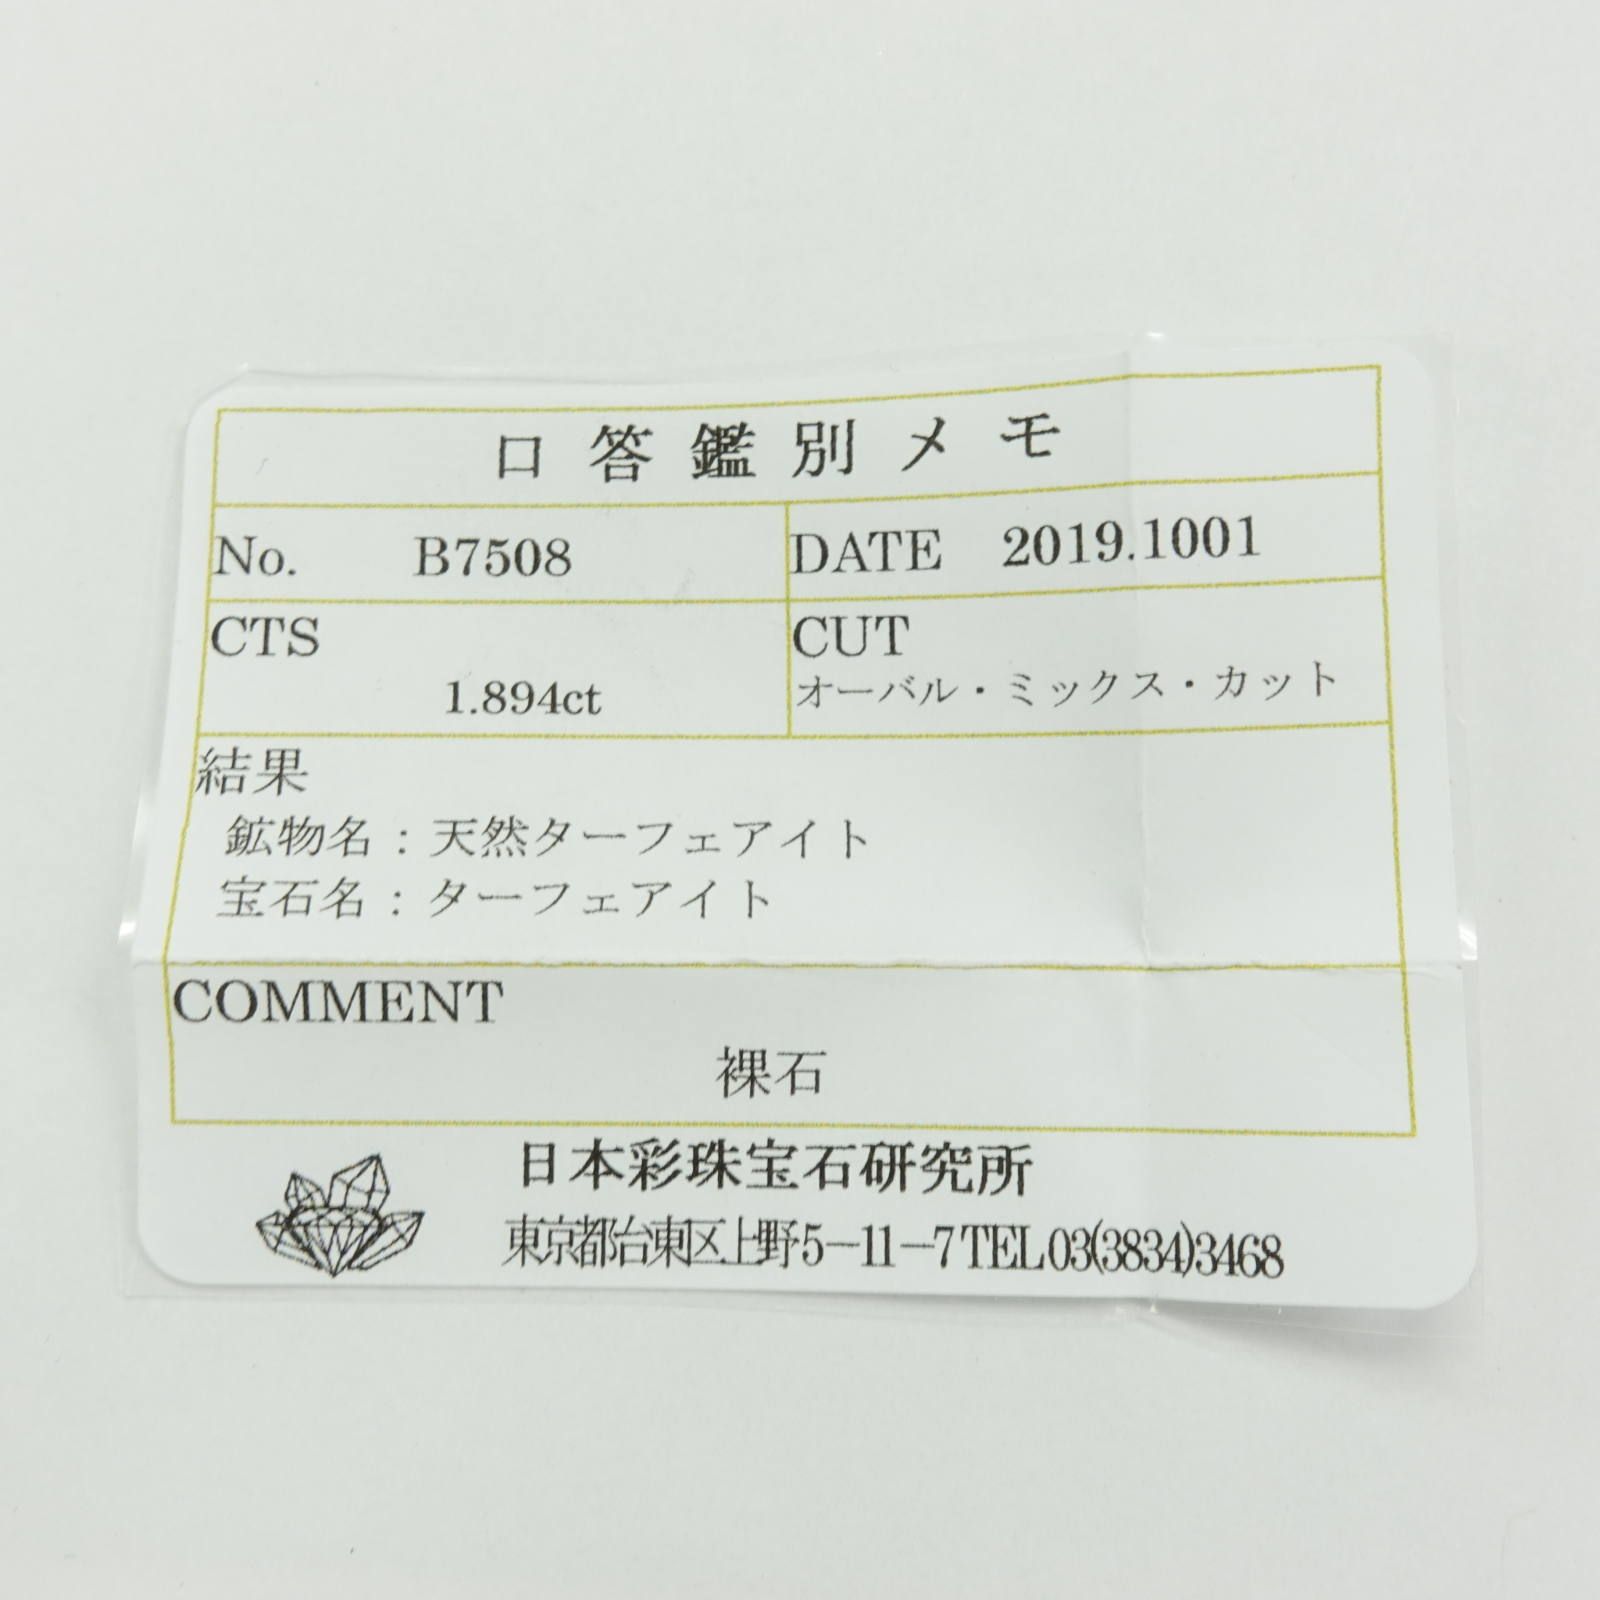 口答鑑別メモ
No. B7508 DATE 2019.1001
CTS CUT
1.894ct オーバル・ミックス・カット
結果
鉱物名：天然ターフェアイト
宝石名：ターフェアイト
COMMENT
裸石
日本彩珠宝石研究所
東京都台東区上野5-11-7 TEL 03(3834)3468